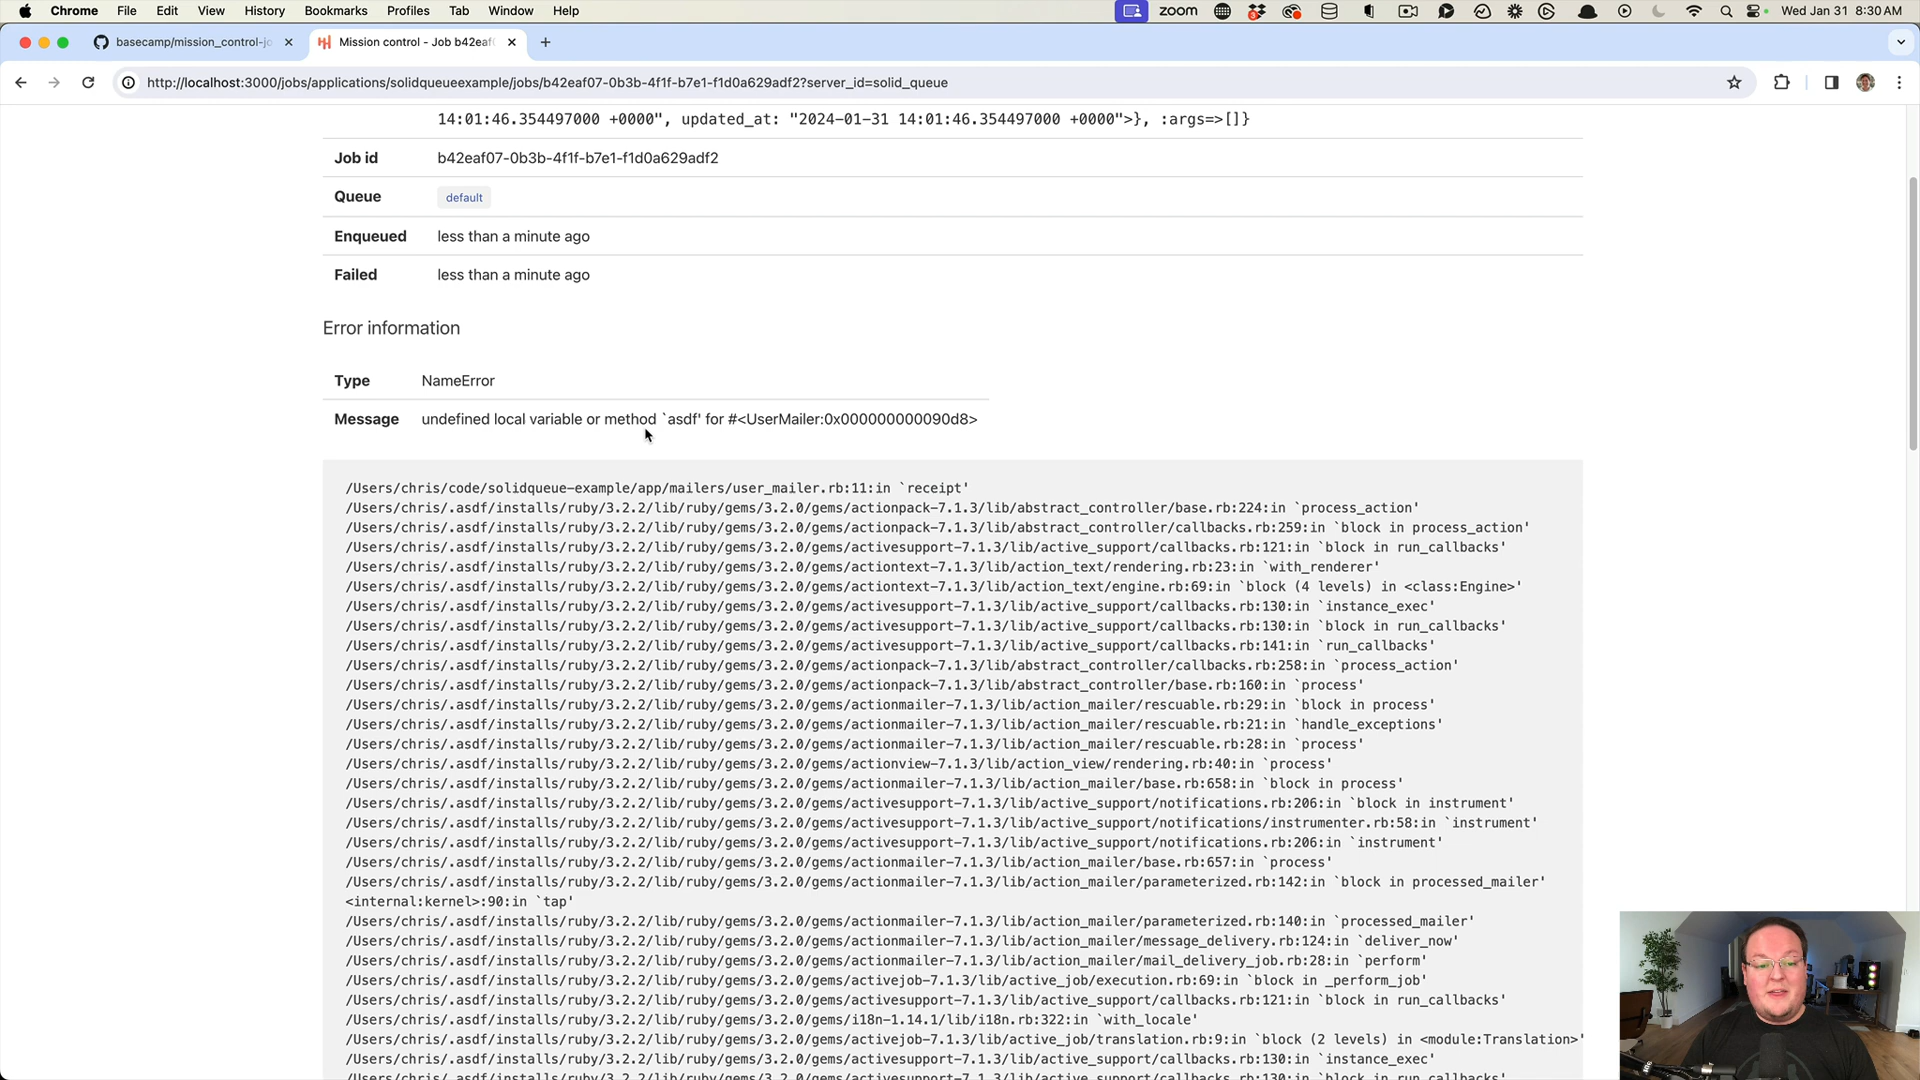 Chrome File Edit View History Bookmarks Profiles Tab Window Help
zoom
3
Wed Jan 31 8:30 AM
basecamp/mission_control-jo
Mission control - Job b42eaf
http://localhost:3000/jobs/applications/solidqueueexample/jobs/b42eaf07-0b3b-4f1f-b7e1-f1d0a629adf2?server_id=solid_queue
14:01:46.354497000 +0000", updated_at: "2024-01-31 14:01:46.354497000 +0000">}, :args=>[]}
Job id b42eaf07-0b3b-4f1f-b7e1-f1d0a629adf2
Queue default
Enqueued less than a minute ago
Failed less than a minute ago
Error information
Type NameError
Message undefined local variable or method `asdf' for #<UserMailer:0x000000000090d8>
/Users/chris/code/solidqueue-example/app/mailers/user_mailer.rb:11:in `receipt'
/Users/chris/.asdf/installs/ruby/3.2.2/lib/ruby/gems/3.2.0/gems/actionpack-7.1.3/lib/abstract_controller/base.rb:224:in `process_action'
/Users/chris/.asdf/installs/ruby/3.2.2/lib/ruby/gems/3.2.0/gems/actionpack-7.1.3/lib/abstract_controller/callbacks.rb:259:in `block in process_action'
/Users/chris/.asdf/installs/ruby/3.2.2/lib/ruby/gems/3.2.0/gems/activesupport-7.1.3/lib/active_support/callbacks.rb:121:in `block in run_callbacks'
/Users/chris/.asdf/installs/ruby/3.2.2/lib/ruby/gems/3.2.0/gems/actiontext-7.1.3/lib/action_text/rendering.rb:23:in `with_renderer'
/Users/chris/.asdf/installs/ruby/3.2.2/lib/ruby/gems/3.2.0/gems/actiontext-7.1.3/lib/action_text/engine.rb:69:in `block (4 levels) in <class:Engine>'
/Users/chris/.asdf/installs/ruby/3.2.2/lib/ruby/gems/3.2.0/gems/activesupport-7.1.3/lib/active_support/callbacks.rb:130:in `instance_exec'
/Users/chris/.asdf/installs/ruby/3.2.2/lib/ruby/gems/3.2.0/gems/activesupport-7.1.3/lib/active_support/callbacks.rb:130:in `block in run_callbacks'
/Users/chris/.asdf/installs/ruby/3.2.2/lib/ruby/gems/3.2.0/gems/activesupport-7.1.3/lib/active_support/callbacks.rb:141:in `run_callbacks'
/Users/chris/.asdf/installs/ruby/3.2.2/lib/ruby/gems/3.2.0/gems/actionpack-7.1.3/lib/abstract_controller/callbacks.rb:258:in `process_action'
/Users/chris/.asdf/installs/ruby/3.2.2/lib/ruby/gems/3.2.0/gems/actionpack-7.1.3/lib/abstract_controller/base.rb:160:in `process'
/Users/chris/.asdf/installs/ruby/3.2.2/lib/ruby/gems/3.2.0/gems/actionmailer-7.1.3/lib/action_mailer/rescuable.rb:29:in `block in process'
/Users/chris/.asdf/installs/ruby/3.2.2/lib/ruby/gems/3.2.0/gems/actionmailer-7.1.3/lib/action_mailer/rescuable.rb:21:in `handle_exceptions'
/Users/chris/.asdf/installs/ruby/3.2.2/lib/ruby/gems/3.2.0/gems/actionmailer-7.1.3/lib/action_mailer/rescuable.rb:28:in `process'
/Users/chris/.asdf/installs/ruby/3.2.2/lib/ruby/gems/3.2.0/gems/actionview-7.1.3/lib/action_view/rendering.rb:40:in `process'
/Users/chris/.asdf/installs/ruby/3.2.2/lib/ruby/gems/3.2.0/gems/actionmailer-7.1.3/lib/action_mailer/base.rb:658:in `block in process'
/Users/chris/.asdf/installs/ruby/3.2.2/lib/ruby/gems/3.2.0/gems/activesupport-7.1.3/lib/active_support/notifications.rb:206:in `block in instrument'
/Users/chris/.asdf/installs/ruby/3.2.2/lib/ruby/gems/3.2.0/gems/activesupport-7.1.3/lib/active_support/notifications/instrumenter.rb:58:in `instrument'
/Users/chris/.asdf/installs/ruby/3.2.2/lib/ruby/gems/3.2.0/gems/activesupport-7.1.3/lib/active_support/notifications.rb:206:in `instrument'
/Users/chris/.asdf/installs/ruby/3.2.2/lib/ruby/gems/3.2.0/gems/actionmailer-7.1.3/lib/action_mailer/base.rb:657:in `process'
/Users/chris/.asdf/installs/ruby/3.2.2/lib/ruby/gems/3.2.0/gems/actionmailer-7.1.3/lib/action_mailer/parameterized.rb:142:in `block in processed_mailer'
<internal:kernel>:90:in `tap'
/Users/chris/.asdf/installs/ruby/3.2.2/lib/ruby/gems/3.2.0/gems/actionmailer-7.1.3/lib/action_mailer/parameterized.rb:140:in `processed_mailer'
/Users/chris/.asdf/installs/ruby/3.2.2/lib/ruby/gems/3.2.0/gems/actionmailer-7.1.3/lib/action_mailer/message_delivery.rb:124:in `deliver_now'
/Users/chris/.asdf/installs/ruby/3.2.2/lib/ruby/gems/3.2.0/gems/actionmailer-7.1.3/lib/action_mailer/mail_delivery_job.rb:28:in `perform'
/Users/chris/.asdf/installs/ruby/3.2.2/lib/ruby/gems/3.2.0/gems/activejob-7.1.3/lib/active_job/execution.rb:69:in `block in _perform_job'
/Users/chris/.asdf/installs/ruby/3.2.2/lib/ruby/gems/3.2.0/gems/activesupport-7.1.3/lib/active_support/callbacks.rb:121:in `block in run_callbacks'
/Users/chris/.asdf/installs/ruby/3.2.2/lib/ruby/gems/3.2.0/gems/i18n-1.14.1/lib/i18n.rb:322:in `with_locale'
/Users/chris/.asdf/installs/ruby/3.2.2/lib/ruby/gems/3.2.0/gems/activejob-7.1.3/lib/active_job/translation.rb:9:in `block (2 levels) in <module:Translation>'
/Users/chris/.asdf/installs/ruby/3.2.2/lib/ruby/gems/3.2.0/gems/activesupport-7.1.3/lib/active_support/callbacks.rb:130:in `instance_exec'
/Users/chris/.asdf/installs/ruby/3.2.2/lib/ruby/gems/3.2.0/gems/activesupport-7.1.3/lib/active_support/callbacks.rb:130:in `block in run_callbacks'